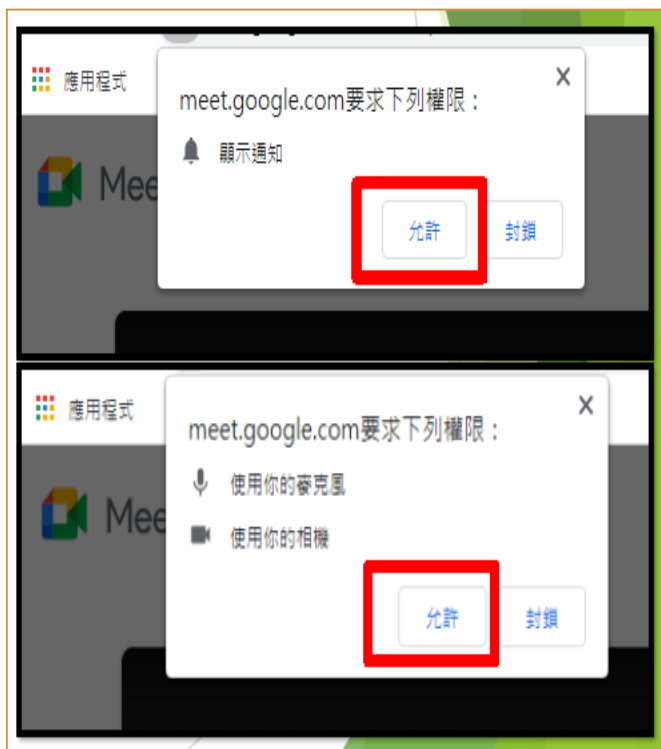 應用程式
meet.google.com要求下列權限：
顯示通知
Mee
允許 封鎖
應用程式
meet.google.com要求下列權限：
使用你的麥克風
Mee
使用你的相機
允許 封鎖